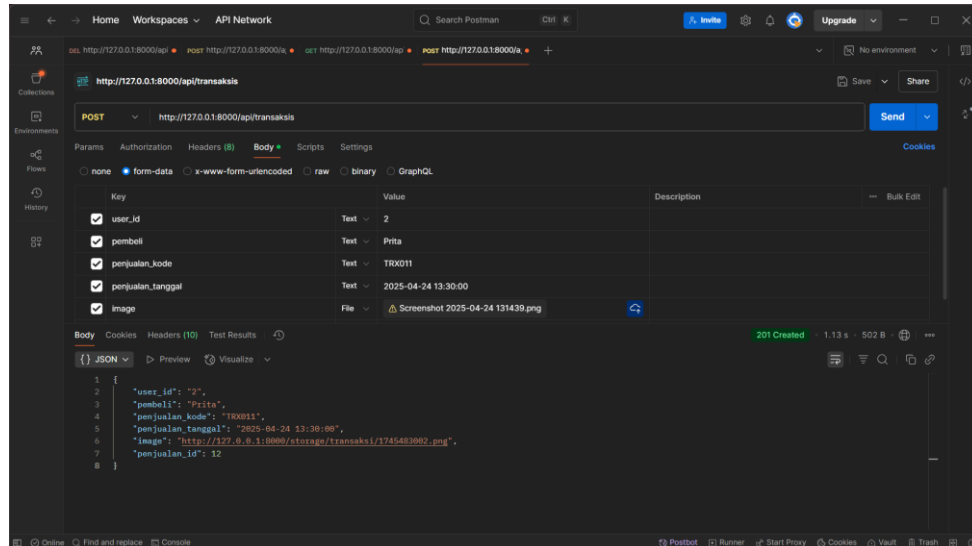 Home Workspaces API Network Search Postman Ctrl K Invite Upgrade
DEL http://127.0.0.1:8000/api POST http://127.0.0.1:8000/a GET http://127.0.0.1:8000/ap POST http://127.0.0.1:8000/a, + No environment
http://127.0.0.1:8000/api/transaksis Save Share
Collections
POST http://127.0.0.1:8000/api/transaksis Send
Environments
Params Authorization Headers (8) Body Scripts Settings Cookies
Flows
none form-data x-www-form-urlencoded raw binary GraphQL
Key Value Description Bulk Edit
History
user_id Text 2
pembeli Text Prita
penjualan_kode Text TRX011
penjualan_tanggal Text 2025-04-24 13:30:00
image File Screenshot 2025-04-24 131439.png
Body Cookies Headers (10) Test Results 201 Created 1.13 s 502 B
{} JSON Preview Visualize
1 {
2 "user_id": "2",
3 "pembeli": "Prita",
4 "penjualan_kode": "TRX011",
5 "penjualan_tanggal": "2025-04-24 13:30:00",
6 "image": "http://127.0.0.1:8000/storage/transaksi/1745483002.png",
7 "penjualan_id": 12
8 }
Online Find and replace Console Postbot Runner Start Proxy Cookies Vault Trash